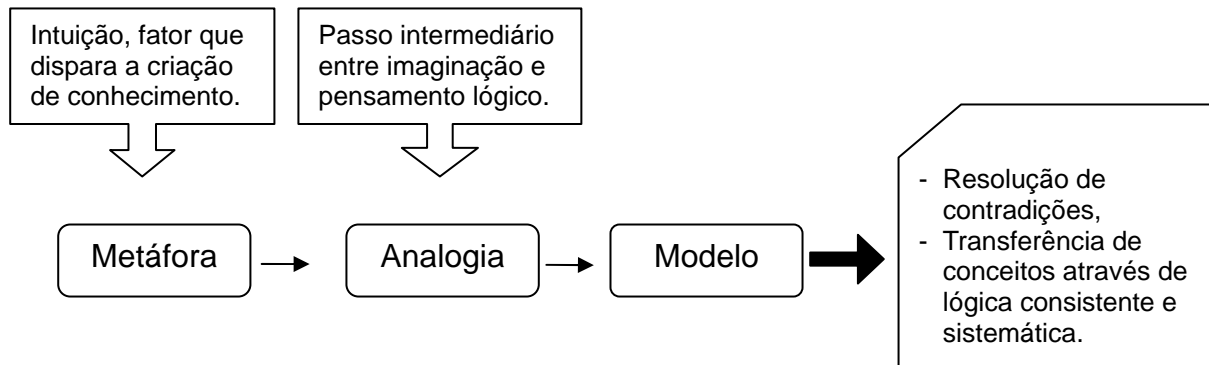 Intuição, fator que
dispara a criação
de conhecimento.
Passo intermediário
entre imaginação e
pensamento lógico.
Metáfora
Analogia
Modelo
- Resolução de
contradições,
- Transferência de
conceitos através de
lógica consistente e
sistemática.